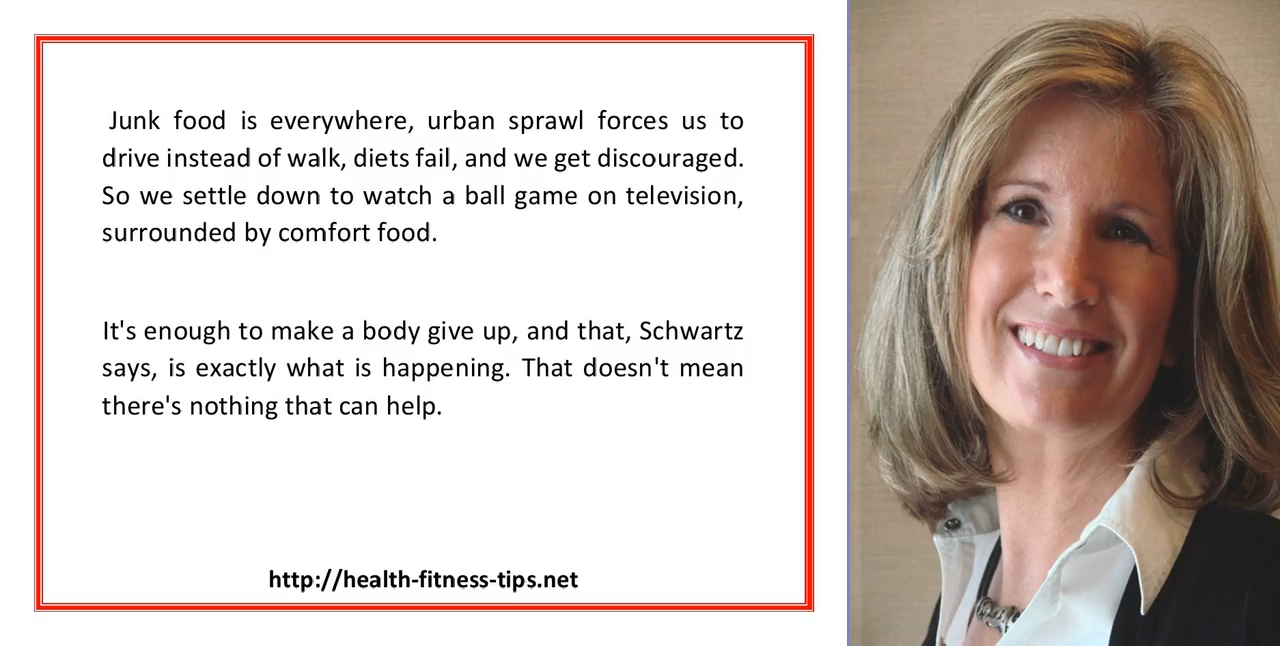 Junk food is everywhere, urban sprawl forces us to
drive instead of walk, diets fail, and we get discouraged.
So we settle down to watch a ball game on television,
surrounded by comfort food.
It's enough to make a body give up, and that, Schwartz
says, is exactly what is happening. That doesn't mean
there's nothing that can help.
http://health-fitness-tips.net